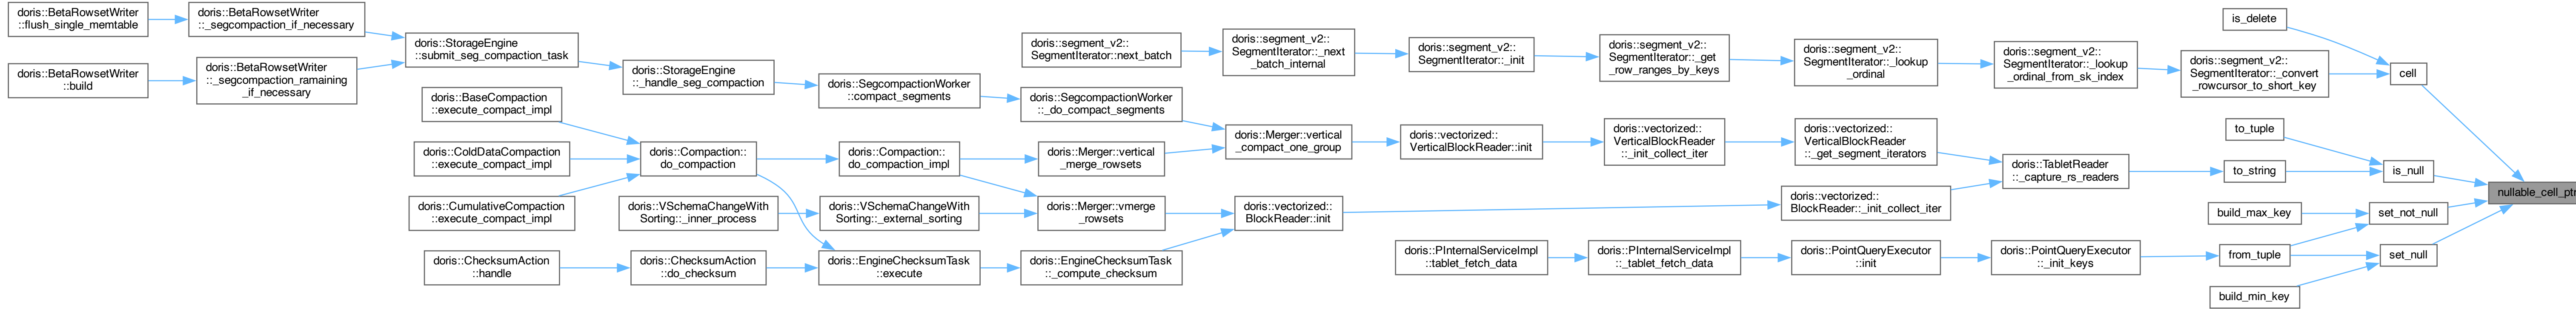 doris::BetaRowsetWriter
::flush_single_memtable
doris::BetaRowsetWriter
::_segcompaction_if_necessary
doris::BetaRowsetWriter
::build
doris::BetaRowsetWriter
::_segcompaction_ramaining
_if_necessary
doris::StorageEngine
::submit_seg_compaction_task
doris::StorageEngine
::_handle_seg_compaction
doris::SegcompactionWorker
::compact_segments
doris::SegcompactionWorker
::_do_compact_segments
doris::BaseCompaction
::execute_compact_impl
doris::ColdDataCompaction
::execute_compact_impl
doris::CumulativeCompaction
::execute_compact_impl
doris::Compaction::
do_compaction
doris::Compaction::
do_compaction_impl
doris::Merger::vertical
_merge_rowsets
doris::Merger::vertical
_compact_one_group
doris::vectorized::
VerticalBlockReader::init
doris::vectorized::
VerticalBlockReader
::_init_collect_iter
doris::vectorized::
VerticalBlockReader
::_get_segment_iterators
doris::VSchemaChangeWith
Sorting::_inner_process
doris::VSchemaChangeWith
Sorting::_external_sorting
doris::Merger::vmerge
_rowsets
doris::vectorized::
BlockReader::init
doris::vectorized::
BlockReader::_init_collect_iter
doris::TabletReader
::_capture_rs_readers
doris::ChecksumAction
::handle
doris::ChecksumAction
::do_checksum
doris::EngineChecksumTask
::execute
doris::EngineChecksumTask
::_compute_checksum
doris::segment_v2::
SegmentIterator::next_batch
doris::segment_v2::
SegmentIterator::_next
_batch_internal
doris::segment_v2::
SegmentIterator::_init
doris::segment_v2::
SegmentIterator::_get
_row_ranges_by_keys
doris::segment_v2::
SegmentIterator::_lookup
_ordinal
doris::segment_v2::
SegmentIterator::_lookup
_ordinal_from_sk_index
doris::segment_v2::
SegmentIterator::_convert
_rowcursor_to_short_key
is_delete
cell
to_tuple
to_string
is_null
build_max_key
set_not_null
doris::PInternalServiceImpl
::tablet_fetch_data
doris::PInternalServiceImpl
::_tablet_fetch_data
doris::PointQueryExecutor
::init
doris::PointQueryExecutor
::_init_keys
from_tuple
set_null
build_min_key
nullable_cell_ptr